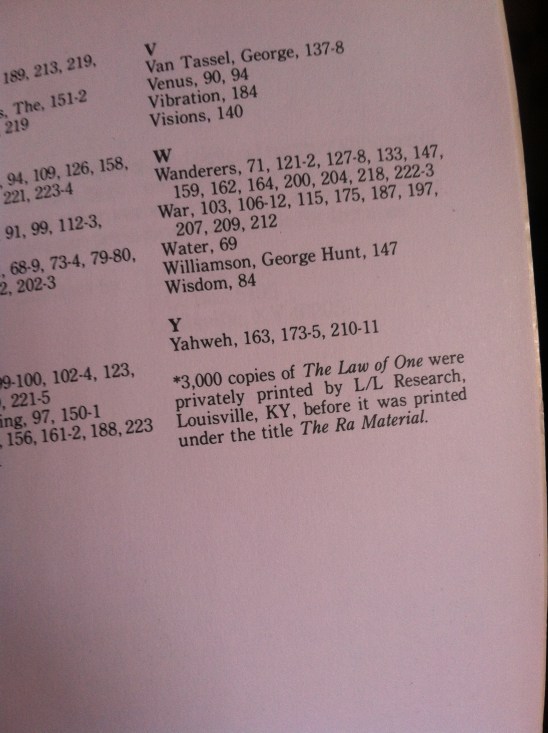 189, 213, 219,
s, The, 151-2
219
94, 109, 126, 158,
221, 223-4
91, 99, 112-3,
68-9, 73-4, 79-80,
2, 202-3
99-100, 102-4, 123,
221-5
ing, 97, 150-1
156, 161-2, 188, 223
V
Van Tassel, George, 137-8
Venus, 90, 94
Vibration, 184
Visions, 140
W
Wanderers, 71, 121-2, 127-8, 133, 147,
159, 162, 164, 200, 204, 218, 222-3
War, 103, 106-12, 115, 175, 187, 197,
207, 209, 212
Water, 69
Williamson, George Hunt, 147
Wisdom, 84
Y
Yahweh, 163, 173-5, 210-11
*3,000 copies of The Law of One were
privately printed by L/L Research,
Louisville, KY, before it was printed
under the title The Ra Material.